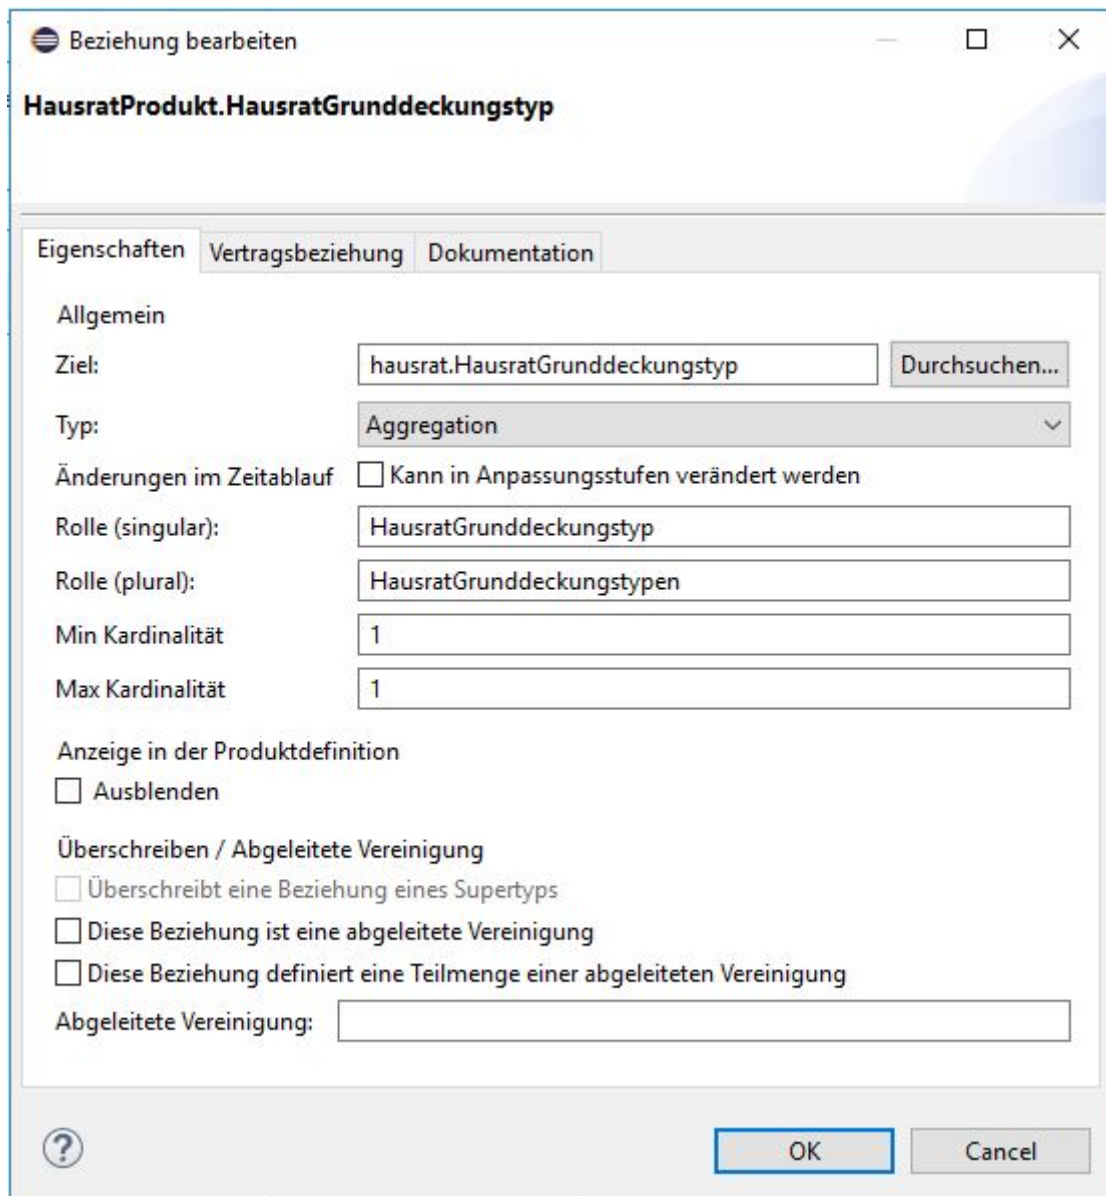 Beziehung bearbeiten
HausratProdukt.HausratGrunddeckungstyp
Eigenschaften Vertragsbeziehung Dokumentation
Allgemein
Ziel: hausrat.HausratGrunddeckungstyp Durchsuchen...
Typ: Aggregation
Änderungen im Zeitablauf Kann in Anpassungsstufen verändert werden
Rolle (singular): HausratGrunddeckungstyp
Rolle (plural): HausratGrunddeckungstypen
Min Kardinalität 1
Max Kardinalität 1
Anzeige in der Produktdefinition
Ausblenden
Überschreiben / Abgeleitete Vereinigung
Überschreibt eine Beziehung eines Supertyps
Diese Beziehung ist eine abgeleitete Vereinigung
Diese Beziehung definiert eine Teilmenge einer abgeleiteten Vereinigung
Abgeleitete Vereinigung:
? OK Cancel